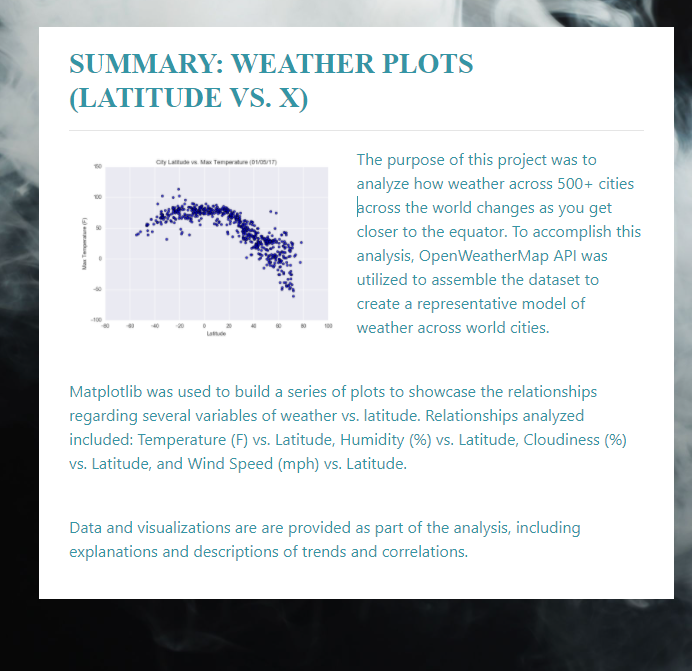 SUMMARY: WEATHER PLOTS
(LATITUDE VS. X)
City Latitude vs. Max Temperature (01/05/17)
150
100
50
0
-50
-100
Max Temperature (F)
-80 -60 -40 -20 0 20 40 60 80 100
Latitude
The purpose of this project was to
analyze how weather across 500+ cities
across the world changes as you get
closer to the equator. To accomplish this
analysis, OpenWeatherMap API was
utilized to assemble the dataset to
create a representative model of
weather across world cities.
Matplotlib was used to build a series of plots to showcase the relationships
regarding several variables of weather vs. latitude. Relationships analyzed
included: Temperature (F) vs. Latitude, Humidity (%) vs. Latitude, Cloudiness (%)
vs. Latitude, and Wind Speed (mph) vs. Latitude.
Data and visualizations are are provided as part of the analysis, including
explanations and descriptions of trends and correlations.